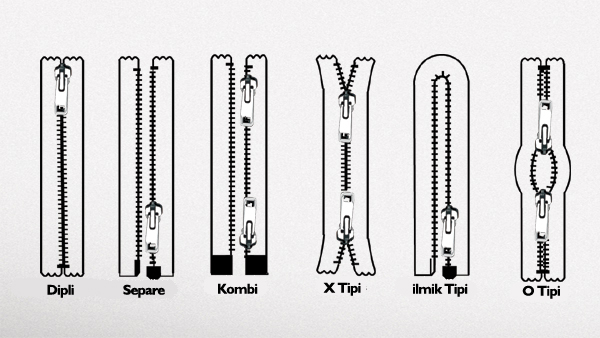 Dipli
Separe
Kombi
X Tipi
ilmik Tipi
O Tipi